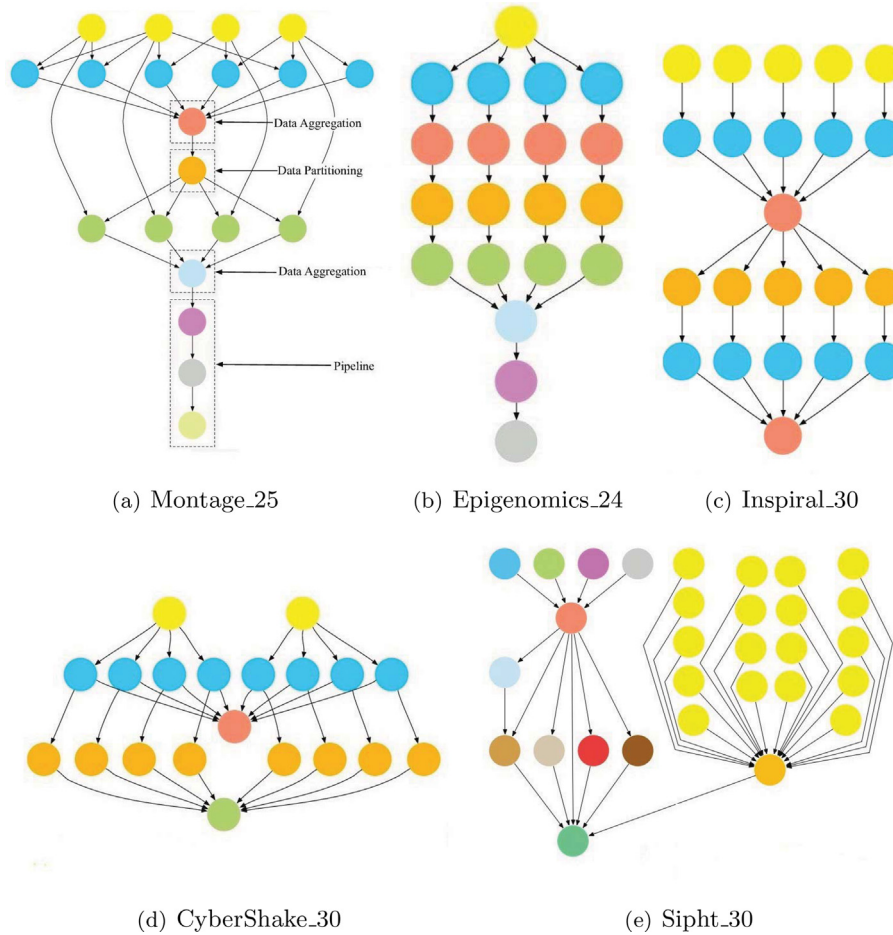 Data Aggregation
Data Partitioning
Data Aggregation
Pipeline
(a) Montage_25
(b) Epigenomics_24
(c) Inspiral_30
(d) CyberShake_30
(e) Sipht_30